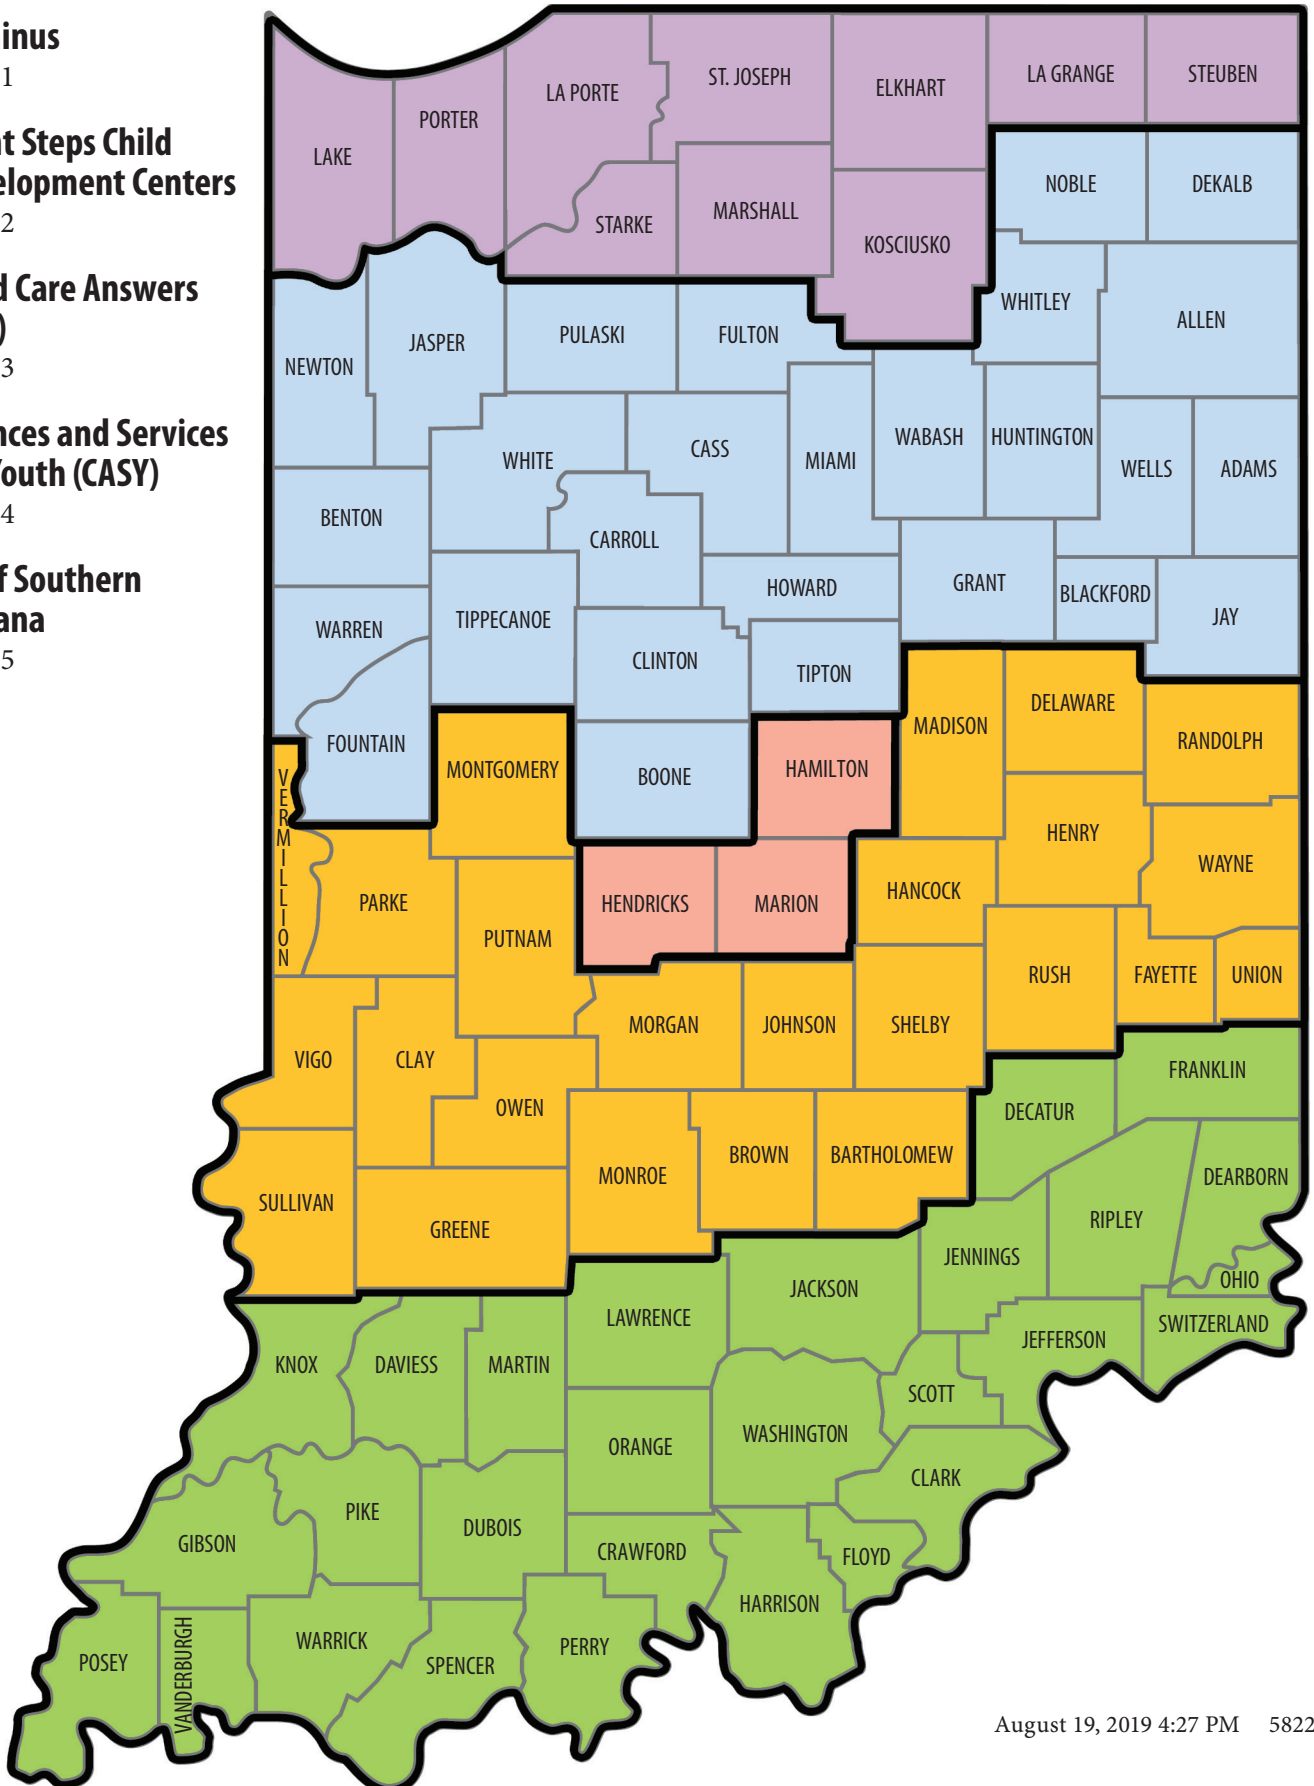 inus
1
t Steps Child
elopment Centers
2
d Care Answers
)
3
nces and Services
Youth (CASY)
4
f Southern
ana
5
LAKE
PORTER
LA PORTE
ST. JOSEPH
ELKHART
LA GRANGE
STEUBEN
STARKE
MARSHALL
KOSCIUSKO
NOBLE
DEKALB
WHITLEY
ALLEN
NEWTON
JASPER
PULASKI
FULTON
WHITE
CASS
MIAMI
WABASH
HUNTINGTON
WELLS
ADAMS
BENTON
CARROLL
HOWARD
GRANT
BLACKFORD
JAY
WARREN
TIPPECANOE
CLINTON
TIPTON
FOUNTAIN
BOONE
MONTGOMERY
HAMILTON
MADISON
DELAWARE
RANDOLPH
VERMILLION
PARKE
PUTNAM
HENDRICKS
MARION
HANCOCK
HENRY
WAYNE
RUSH
FAYETTE
UNION
VIGO
CLAY
OWEN
MORGAN
JOHNSON
SHELBY
SULLIVAN
GREENE
MONROE
BROWN
BARTHOLOMEW
DECATUR
FRANKLIN
DEARBORN
RIPLEY
JENNINGS
OHIO
SWITZERLAND
JEFFERSON
JACKSON
LAWRENCE
KNOX
DAVIESS
MARTIN
ORANGE
WASHINGTON
SCOTT
CLARK
GIBSON
PIKE
DUBOIS
CRAWFORD
FLOYD
HARRISON
POSEY
VANDERBURGH
WARRICK
SPENCER
PERRY
August 19, 2019 4:27 PM 5822